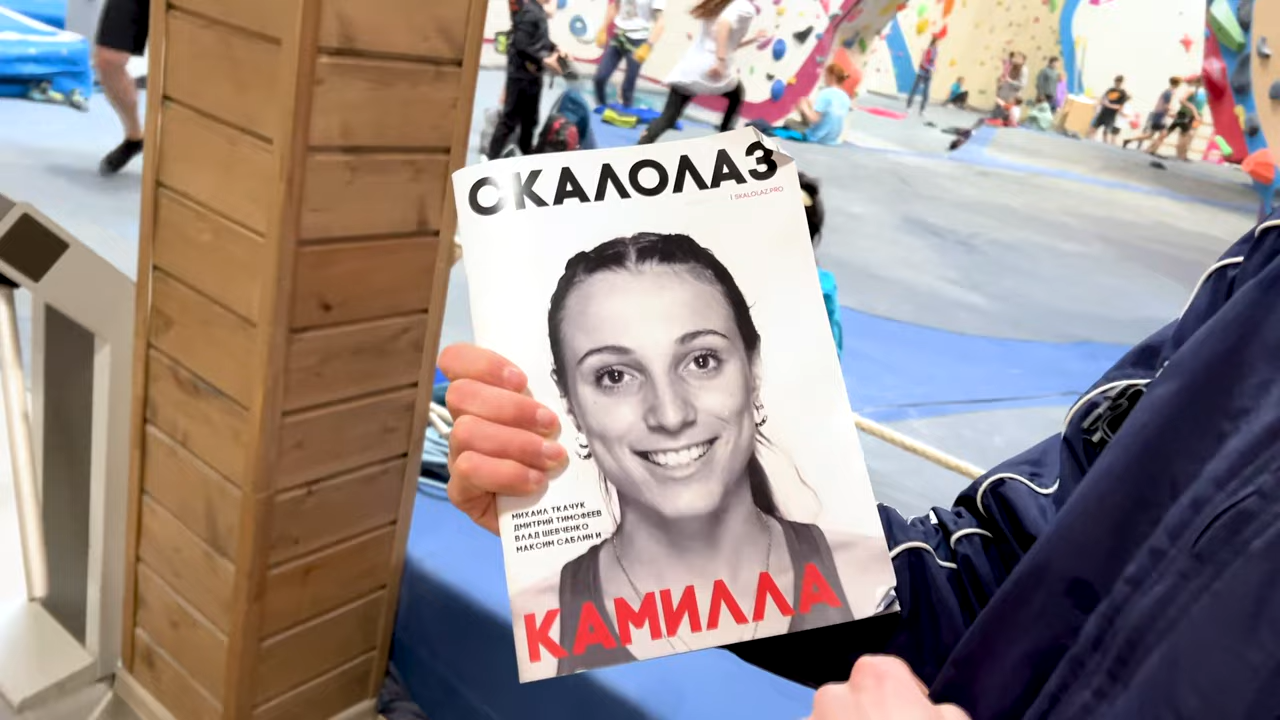 СКАЛОЛАЗ
| SKALOLAZ.PRO
МИХАИЛ ТКАЧУК
ДМИТРИЙ ТИМОФЕЕВ
ВЛАД ШЕВЧЕНКО
МАКСИМ САБЛИН И
КАМИЛЛА